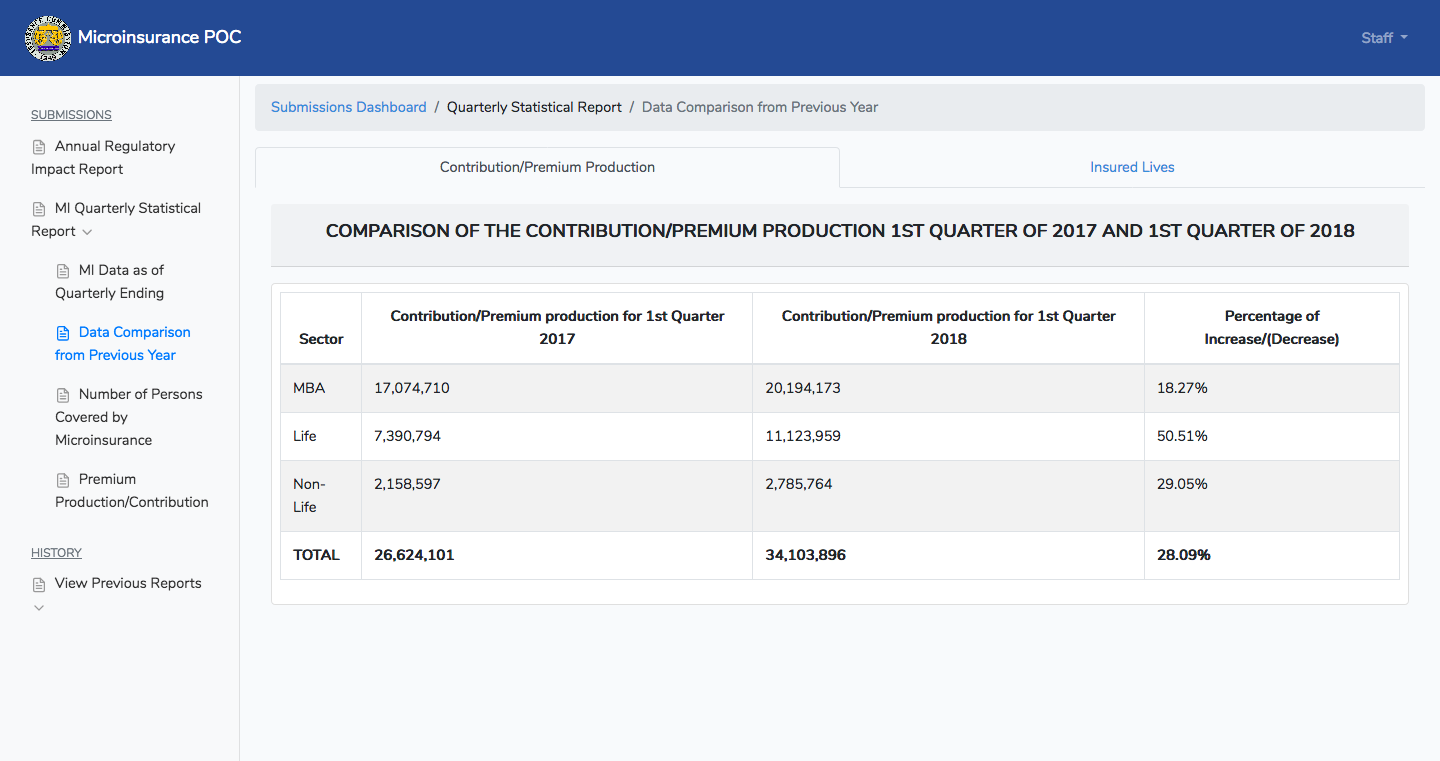 Microinsurance POC
Staff
SUBMISSIONS
Annual Regulatory
Impact Report
MI Quarterly Statistical
Report
MI Data as of
Quarterly Ending
Data Comparison
from Previous Year
Number of Persons
Covered by
Microinsurance
Premium
Production/Contribution
HISTORY
View Previous Reports
Submissions Dashboard / Quarterly Statistical Report / Data Comparison from Previous Year
Contribution/Premium Production
Insured Lives
COMPARISON OF THE CONTRIBUTION/PREMIUM PRODUCTION 1ST QUARTER OF 2017 AND 1ST QUARTER OF 2018
Sector
Contribution/Premium production for 1st Quarter
2017
Contribution/Premium production for 1st Quarter
2018
Percentage of
Increase/(Decrease)
MBA 17,074,710 20,194,173 18.27%
Life 7,390,794 11,123,959 50.51%
Non- 2,158,597 2,785,764 29.05%
Life
TOTAL 26,624,101 34,103,896 28.09%